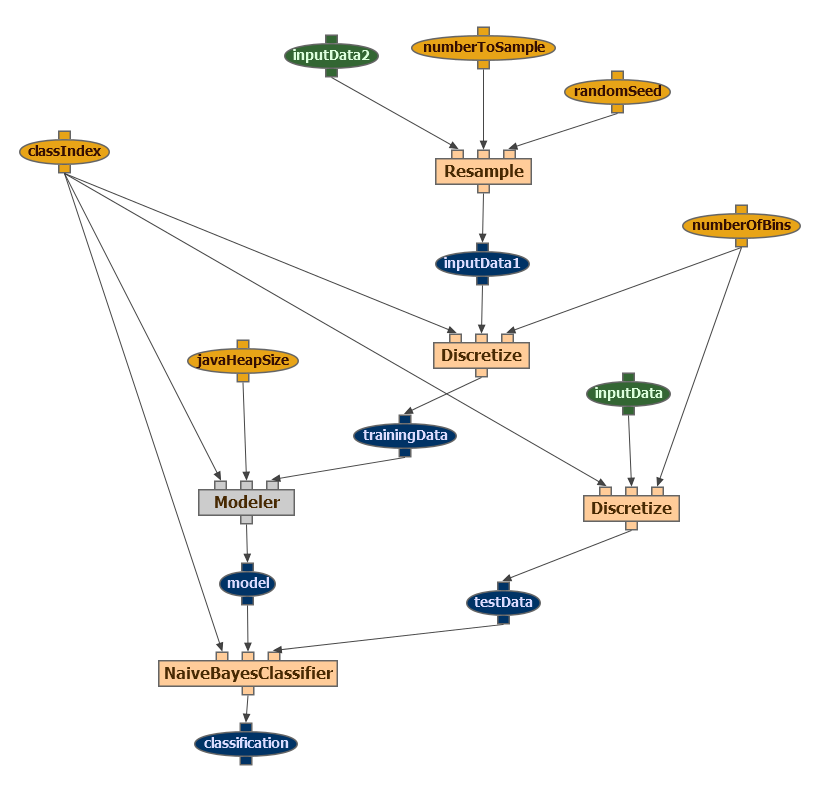 numberToSample
inputData2
randomSeed
classIndex
Resample
numberOfBins
inputData1
Discretize
javaHeapSize
inputData
trainingData
Modeler
Discretize
model
testData
NaiveBayesClassifier
classification